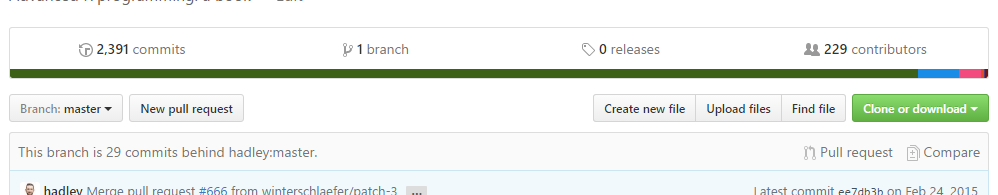 Advanced R programming: a book Edit
2,391 commits 1 branch 0 releases 229 contributors
Branch: master New pull request Create new file Upload files Find file Clone or download
This branch is 29 commits behind hadley:master. Pull request Compare
hadley Merge pull request #666 from winterschlaefer/patch-3 ... Latest commit ee7db3b on Feb 24, 2015